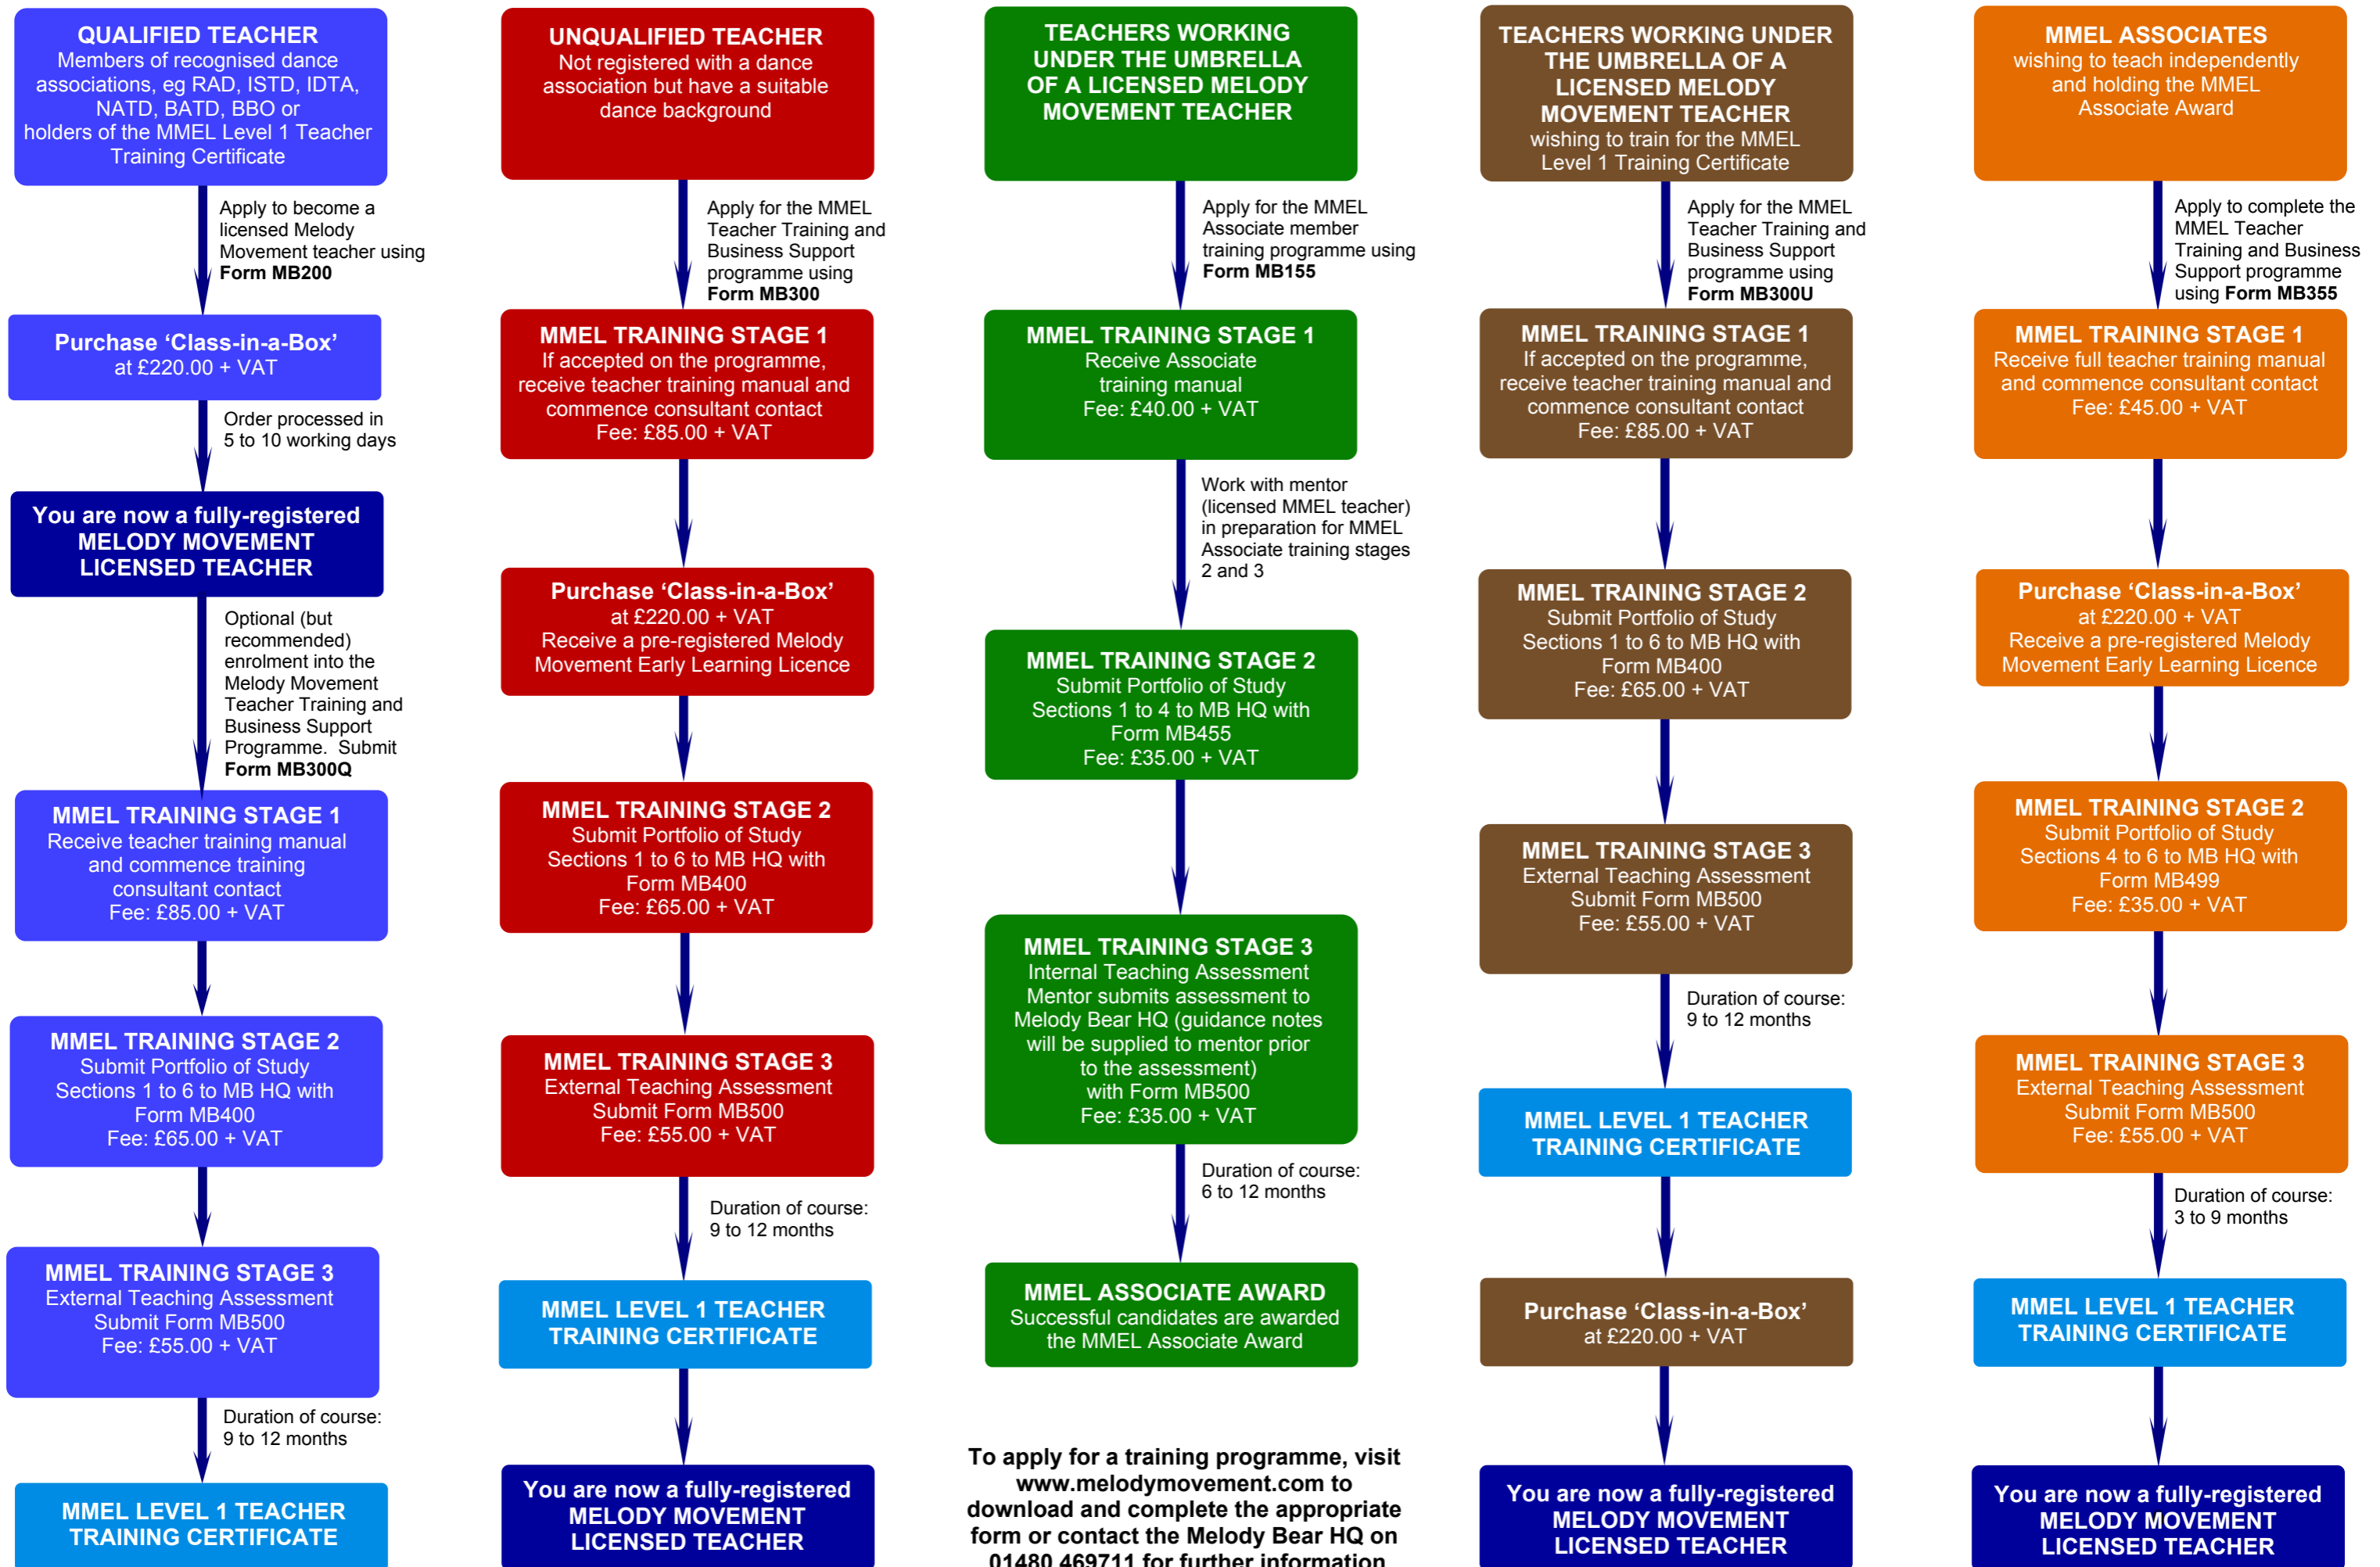 QUALIFIED TEACHER
Members of recognised dance
associations, eg RAD, ISTD, IDTA,
NATD, BATD, BBO or
holders of the MMEL Level 1 Teacher
Training Certificate
Apply to become a
licensed Melody
Movement teacher using
Form MB200
Purchase ‘Class-in-a-Box’
at £220.00 + VAT
Order processed in
5 to 10 working days
You are now a fully-registered
MELODY MOVEMENT
LICENSED TEACHER
Optional (but
recommended)
enrolment into the
Melody Movement
Teacher Training and
Business Support
Programme.  Submit
Form MB300Q
MMEL TRAINING STAGE 1
Receive teacher training manual
and commence training
consultant contact
Fee: £85.00 + VAT
MMEL TRAINING STAGE 2
Submit Portfolio of Study
Sections 1 to 6 to MB HQ with
Form MB400
Fee: £65.00 + VAT
MMEL TRAINING STAGE 3
External Teaching Assessment
Submit Form MB500
Fee: £55.00 + VAT
Duration of course:
9 to 12 months
MMEL LEVEL 1 TEACHER
TRAINING CERTIFICATE
UNQUALIFIED TEACHER
Not registered with a dance
association but have a suitable
dance background
Apply for the MMEL
Teacher Training and
Business Support
programme using
Form MB300
MMEL TRAINING STAGE 1
If accepted on the programme,
receive teacher training manual and
commence consultant contact
Fee: £85.00 + VAT
Purchase ‘Class-in-a-Box’
at £220.00 + VAT
Receive a pre-registered Melody
Movement Early Learning Licence
MMEL TRAINING STAGE 2
Submit Portfolio of Study
Sections 1 to 6 to MB HQ with
Form MB400
Fee: £65.00 + VAT
MMEL TRAINING STAGE 3
External Teaching Assessment
Submit Form MB500
Fee: £55.00 + VAT
Duration of course:
9 to 12 months
MMEL LEVEL 1 TEACHER
TRAINING CERTIFICATE
You are now a fully-registered
MELODY MOVEMENT
LICENSED TEACHER
TEACHERS WORKING
UNDER THE UMBRELLA
OF A LICENSED MELODY
MOVEMENT TEACHER
Apply for the MMEL
Associate member
training programme using
Form MB155
MMEL TRAINING STAGE 1
Receive Associate
training manual
Fee: £40.00 + VAT
Work with mentor
(licensed MMEL teacher)
in preparation for MMEL
Associate training stages
2 and 3
MMEL TRAINING STAGE 2
Submit Portfolio of Study
Sections 1 to 4 to MB HQ with
Form MB455
Fee: £35.00 + VAT
MMEL TRAINING STAGE 3
Internal Teaching Assessment
Mentor submits assessment to
Melody Bear HQ (guidance notes
will be supplied to mentor prior
to the assessment)
with Form MB500
Fee: £35.00 + VAT
Duration of course:
6 to 12 months
MMEL ASSOCIATE AWARD
Successful candidates are awarded
the MMEL Associate Award
To apply for a training programme, visit
www.melodymovement.com to
download and complete the appropriate
form or contact the Melody Bear HQ on
01480 469711 for further information
TEACHERS WORKING UNDER
THE UMBRELLA OF A
LICENSED MELODY
MOVEMENT TEACHER
wishing to train for the MMEL
Level 1 Training Certificate
Apply for the MMEL
Teacher Training and
Business Support
programme using
Form MB300U
MMEL TRAINING STAGE 1
If accepted on the programme,
receive teacher training manual and
commence consultant contact
Fee: £85.00 + VAT
MMEL TRAINING STAGE 2
Submit Portfolio of Study
Sections 1 to 6 to MB HQ with
Form MB400
Fee: £65.00 + VAT
MMEL TRAINING STAGE 3
External Teaching Assessment
Submit Form MB500
Fee: £55.00 + VAT
Duration of course:
9 to 12 months
MMEL LEVEL 1 TEACHER
TRAINING CERTIFICATE
Purchase ‘Class-in-a-Box’
at £220.00 + VAT
You are now a fully-registered
MELODY MOVEMENT
LICENSED TEACHER
MMEL ASSOCIATES
wishing to teach independently
and holding the MMEL
Associate Award
Apply to complete the
MMEL Teacher
Training and Business
Support programme
using Form MB355
MMEL TRAINING STAGE 1
Receive full teacher training manual
and commence consultant contact
Fee: £45.00 + VAT
Purchase ‘Class-in-a-Box’
at £220.00 + VAT
Receive a pre-registered Melody
Movement Early Learning Licence
MMEL TRAINING STAGE 2
Submit Portfolio of Study
Sections 4 to 6 to MB HQ with
Form MB499
Fee: £35.00 + VAT
MMEL TRAINING STAGE 3
External Teaching Assessment
Submit Form MB500
Fee: £55.00 + VAT
Duration of course:
3 to 9 months
MMEL LEVEL 1 TEACHER
TRAINING CERTIFICATE
You are now a fully-registered
MELODY MOVEMENT
LICENSED TEACHER